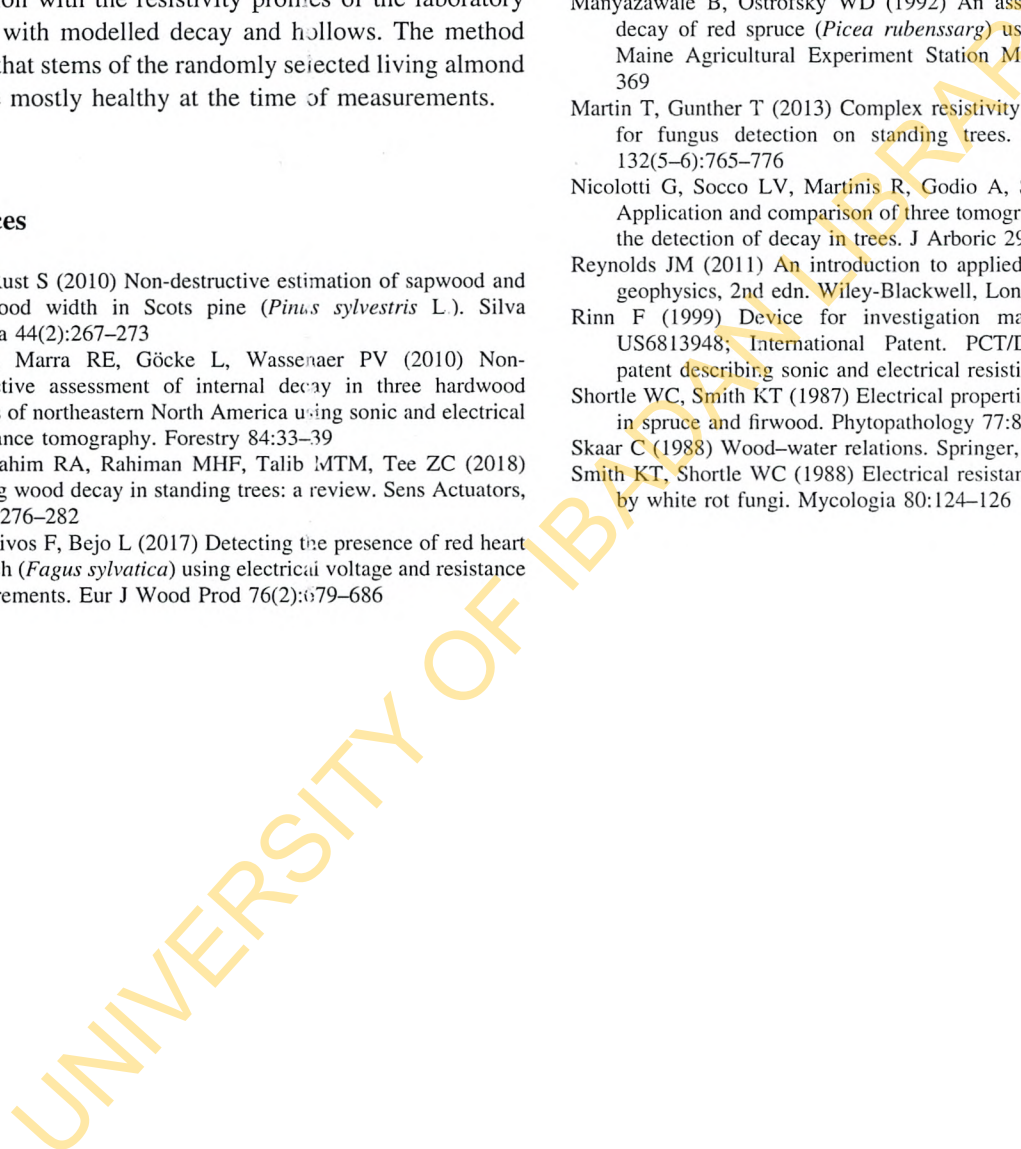 on with the resistivity profiles of the laboratory
with modelled decay and hollows. The method
that stems of the randomly selected living almond
mostly healthy at the time of measurements.
ces
Rust S (2010) Non-destructive estimation of sapwood and
ood width in Scots pine (Pinus sylvestris L.). Silva
a 44(2):267–273
Marra RE, Göcke L, Wassenaer PV (2010) Non-
ctive assessment of internal decay in three hardwood
s of northeastern North America using sonic and electrical
ance tomography. Forestry 84:33–39
ahim RA, Rahiman MHF, Talib MTM, Tee ZC (2018)
g wood decay in standing trees: a review. Sens Actuators,
276–282
ivos F, Bejo L (2017) Detecting the presence of red heart
h (Fagus sylvatica) using electrical voltage and resistance
rements. Eur J Wood Prod 76(2):679–686
Manyazawale B, Ostrofsky WD (1992) An ass
decay of red spruce (Picea rubenssarg) us
Maine Agricultural Experiment Station M
369
Martin T, Gunther T (2013) Complex resistivity
for fungus detection on standing trees.
132(5–6):765–776
Nicolotti G, Socco LV, Martinis R, Godio A,
Application and comparison of three tomogr
the detection of decay in trees. J Arboric 29
Reynolds JM (2011) An introduction to applied
geophysics, 2nd edn. Wiley-Blackwell, Lon
Rinn F (1999) Device for investigation ma
US6813948; International Patent. PCT/D
patent describing sonic and electrical resisti
Shortle WC, Smith KT (1987) Electrical properti
in spruce and firwood. Phytopathology 77:8
Skaar C (1988) Wood–water relations. Springer,
Smith KT, Shortle WC (1988) Electrical resistan
by white rot fungi. Mycologia 80:124–126
UNIVERSITY OF IBADAN LIBRAR